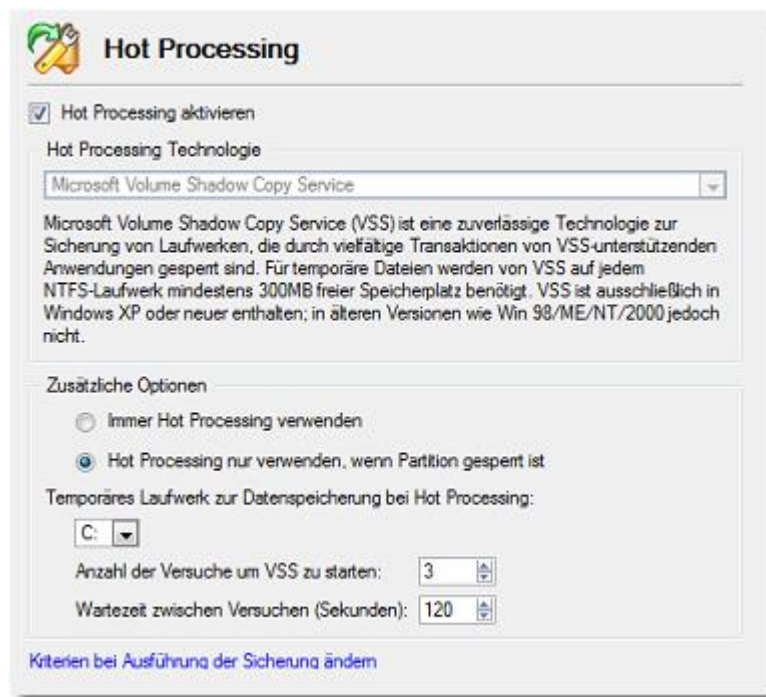 Hot Processing
Hot Processing aktivieren
Hot Processing Technologie
Microsoft Volume Shadow Copy Service
Microsoft Volume Shadow Copy Service (VSS) ist eine zuverlässige Technologie zur
Sicherung von Laufwerken, die durch vielfältige Transaktionen von VSS-unterstützenden
Anwendungen gesperrt sind. Für temporäre Dateien werden von VSS auf jedem
NTFS-Laufwerk mindestens 300MB freier Speicherplatz benötigt. VSS ist ausschließlich in
Windows XP oder neuer enthalten; in älteren Versionen wie Win 98/ME/NT/2000 jedoch
nicht.
Zusätzliche Optionen
Immer Hot Processing verwenden
Hot Processing nur verwenden, wenn Partition gesperrt ist
Temporäres Laufwerk zur Datenspeicherung bei Hot Processing:
C:
Anzahl der Versuche um VSS zu starten: 3
Wartezeit zwischen Versuchen (Sekunden): 120
Kriterien bei Ausführung der Sicherung ändern